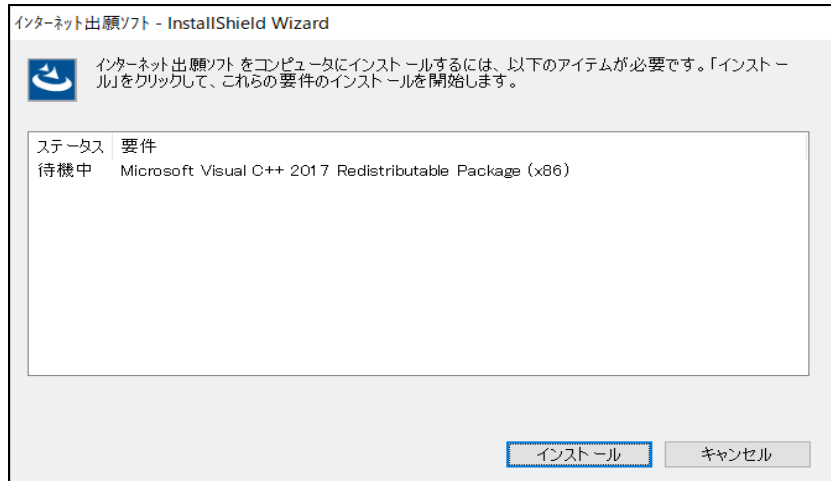 インターネット出願ソフト - InstallShield Wizard
インターネット出願ソフト をコンピュータにインストールするには、以下のアイテムが必要です。「インストー
ル」をクリックして、これらの要件のインストールを開始します。
ステータス 要件
待機中 Microsoft Visual C++ 2017 Redistributable Package (x86)
インストール キャンセル